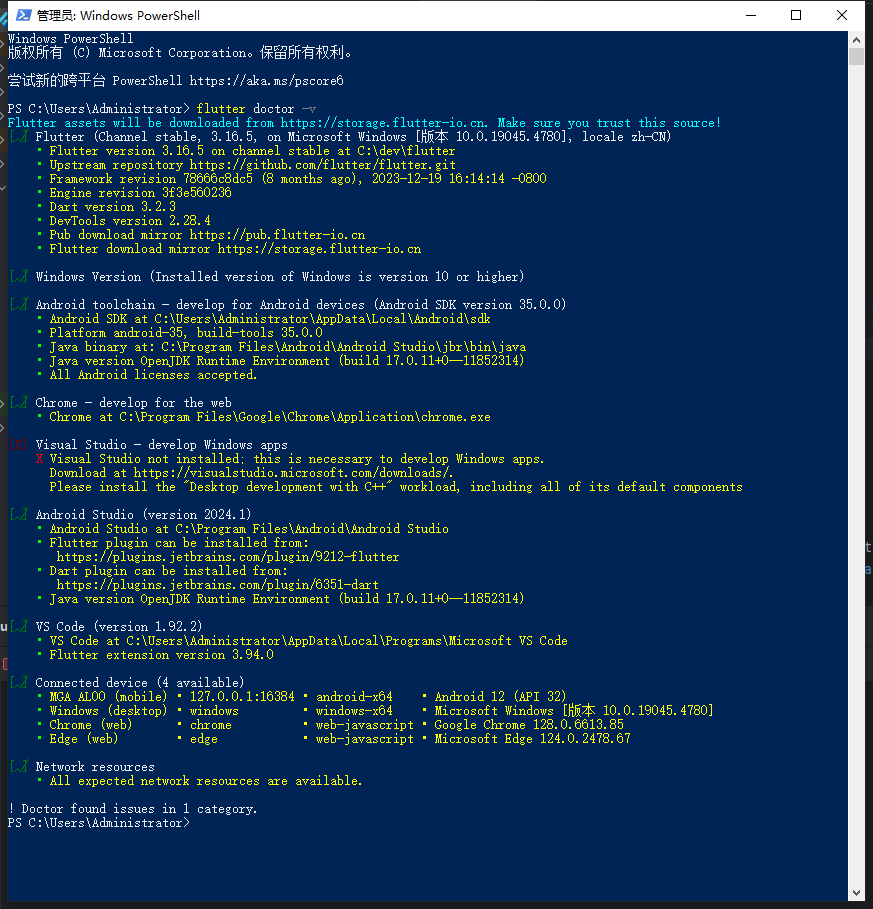 管理员: Windows PowerShell
Windows PowerShell
版权所有 (C) Microsoft Corporation。保留所有权利。
尝试新的跨平台 PowerShell https://aka.ms/pscore6
PS C:\Users\Administrator> flutter doctor -v
Flutter assets will be downloaded from https://storage.flutter-io.cn. Make sure you trust this source!
[√] Flutter (Channel stable, 3.16.5, on Microsoft Windows [版本 10.0.19045.4780], locale zh-CN)
• Flutter version 3.16.5 on channel stable at C:\dev\flutter
• Upstream repository https://github.com/flutter/flutter.git
• Framework revision 78666c8dc5 (8 months ago), 2023-12-19 16:14:14 -0800
• Engine revision 3f3e560236
• Dart version 3.2.3
• DevTools version 2.28.4
• Pub download mirror https://pub.flutter-io.cn
• Flutter download mirror https://storage.flutter-io.cn
[√] Windows Version (Installed version of Windows is version 10 or higher)
[√] Android toolchain - develop for Android devices (Android SDK version 35.0.0)
• Android SDK at C:\Users\Administrator\AppData\Local\Android\sdk
• Platform android-35, build-tools 35.0.0
• Java binary at: C:\Program Files\Android\Android Studio\jbr\bin\java
• Java version OpenJDK Runtime Environment (build 17.0.11+0--11852314)
• All Android licenses accepted.
[√] Chrome - develop for the web
• Chrome at C:\Program Files\Google\Chrome\Application\chrome.exe
[X] Visual Studio - develop Windows apps
X Visual Studio not installed; this is necessary to develop Windows apps.
Download at https://visualstudio.microsoft.com/downloads/.
Please install the "Desktop development with C++" workload, including all of its default components
[√] Android Studio (version 2024.1)
• Android Studio at C:\Program Files\Android\Android Studio
• Flutter plugin can be installed from:
https://plugins.jetbrains.com/plugin/9212-flutter
• Dart plugin can be installed from:
https://plugins.jetbrains.com/plugin/6351-dart
• Java version OpenJDK Runtime Environment (build 17.0.11+0--11852314)
[√] VS Code (version 1.92.2)
• VS Code at C:\Users\Administrator\AppData\Local\Programs\Microsoft VS Code
• Flutter extension version 3.94.0
[√] Connected device (4 available)
• MGA AL00 (mobile) • 127.0.0.1:16384 • android-x64 • Android 12 (API 32)
• Windows (desktop) • windows • windows-x64 • Microsoft Windows [版本 10.0.19045.4780]
• Chrome (web) • chrome • web-javascript • Google Chrome 128.0.6613.85
• Edge (web) • edge • web-javascript • Microsoft Edge 124.0.2478.67
[√] Network resources
• All expected network resources are available.
! Doctor found issues in 1 category.
PS C:\Users\Administrator>